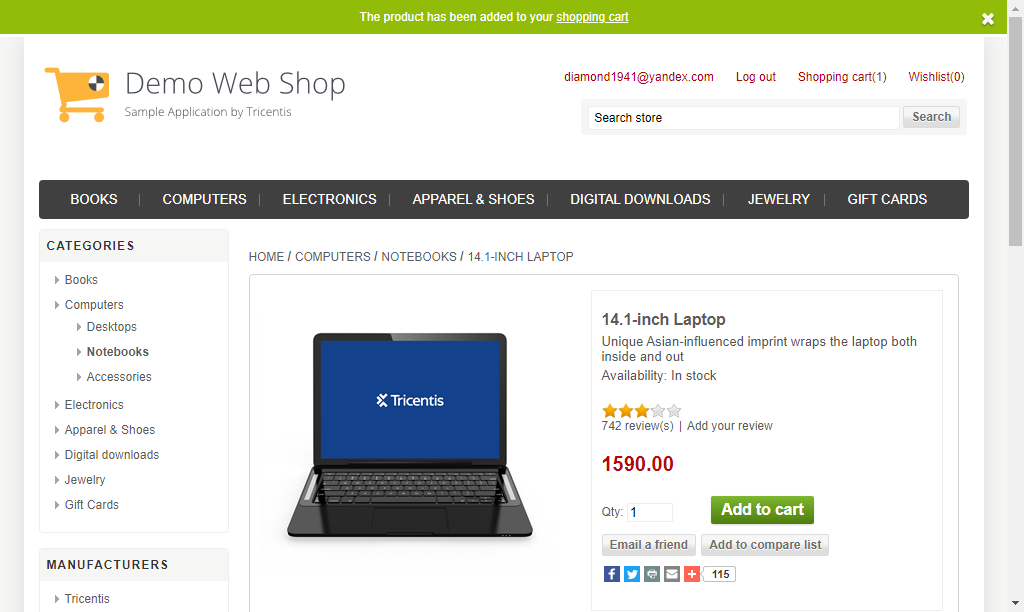 The product has been added to your shopping cart
Demo Web Shop
Sample Application by Tricentis
diamond1941@yandex.com Log out Shopping cart(1) Wishlist(0)
Search store Search
BOOKS COMPUTERS ELECTRONICS APPAREL & SHOES DIGITAL DOWNLOADS JEWELRY GIFT CARDS
CATEGORIES
Books
Computers
Desktops
Notebooks
Accessories
Electronics
Apparel & Shoes
Digital downloads
Jewelry
Gift Cards
MANUFACTURERS
Tricentis
HOME / COMPUTERS / NOTEBOOKS / 14.1-INCH LAPTOP
Tricentis
14.1-inch Laptop
Unique Asian-influenced imprint wraps the laptop both
inside and out
Availability: In stock
742 review(s) | Add your review
1590.00
Qty: 1 Add to cart
Email a friend Add to compare list
115